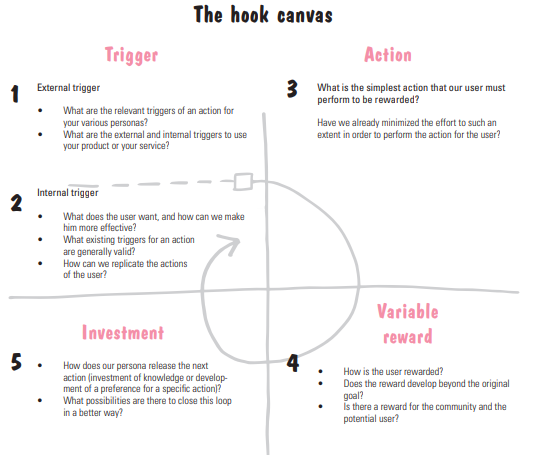 The hook canvas
Trigger
1
External trigger
• What are the relevant triggers of an action for
your various personas?
• What are the external and internal triggers to use
your product or your service?
2
Internal trigger
• What does the user want, and how can we make
him more effective?
• What existing triggers for an action
are generally valid?
• How can we replicate the actions
of the user?
Action
3
What is the simplest action that our user must
perform to be rewarded?
Have we already minimized the effort to such an
extent in order to perform the action for the user?
Variable
reward
4
• How is the user rewarded?
• Does the reward develop beyond the original
goal?
• Is there a reward for the community and the
potential user?
Investment
5
• How does our persona release the next
action (investment of knowledge or develop-
ment of a preference for a specific action)?
• What possibilities are there to close this loop
in a better way?